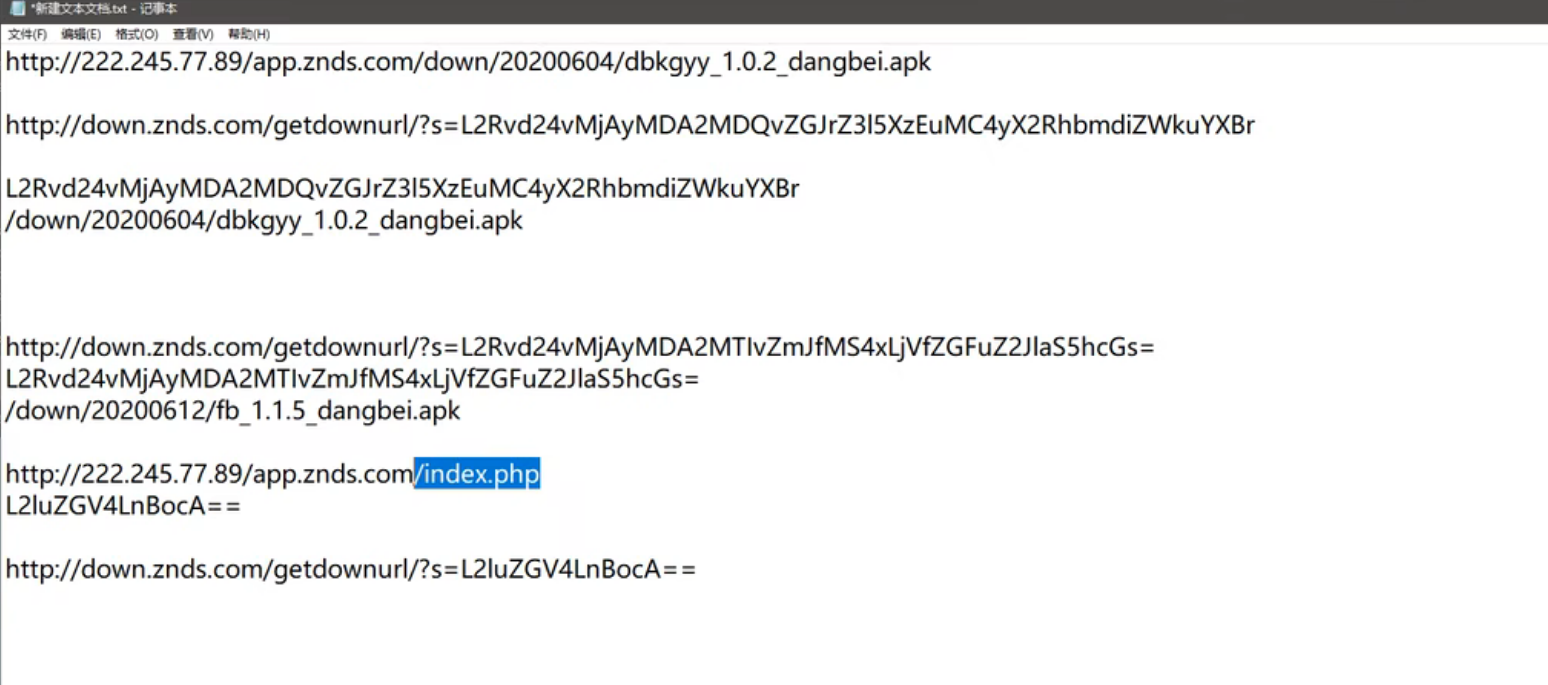 *新建文本文档.txt - 记事本
文件(F) 编辑(E) 格式(O) 查看(V) 帮助(H)
http://222.245.77.89/app.znds.com/down/20200604/dbkgyy_1.0.2_dangbei.apk
http://down.znds.com/getdownurl/?s=L2Rvd24vMjAyMDA2MDQvZGJrZ3l5XzEuMC4yX2RhbmdiZWkuYXBr
L2Rvd24vMjAyMDA2MDQvZGJrZ3l5XzEuMC4yX2RhbmdiZWkuYXBr
/down/20200604/dbkgyy_1.0.2_dangbei.apk
http://down.znds.com/getdownurl/?s=L2Rvd24vMjAyMDA2MTIvZmJfMS4xLjVfZGFuZ2JlaS5hcGs=
L2Rvd24vMjAyMDA2MTIvZmJfMS4xLjVfZGFuZ2JlaS5hcGs=
/down/20200612/fb_1.1.5_dangbei.apk
http://222.245.77.89/app.znds.com/index.php
L2luZGV4LnBocA==
http://down.znds.com/getdownurl/?s=L2luZGV4LnBocA==